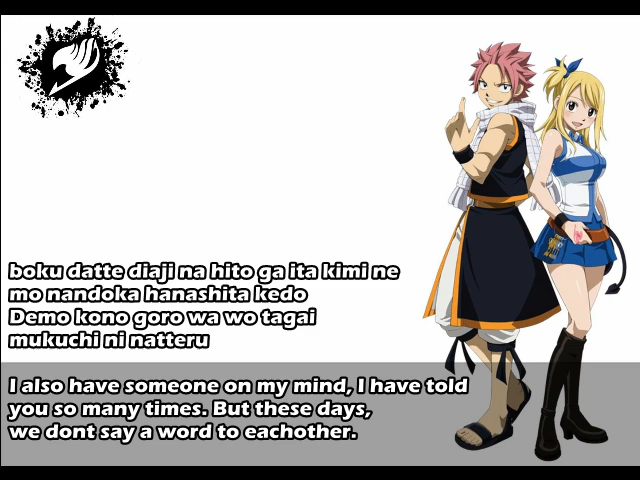 boku datte diaji na hito ga ita kimi ne
mo nandoka hanashita kedo
Demo kono goro wa wo tagai
mukuchi ni natteru
I also have someone on my mind, I have told
you so many times. But these days,
we dont say a word to eachother.